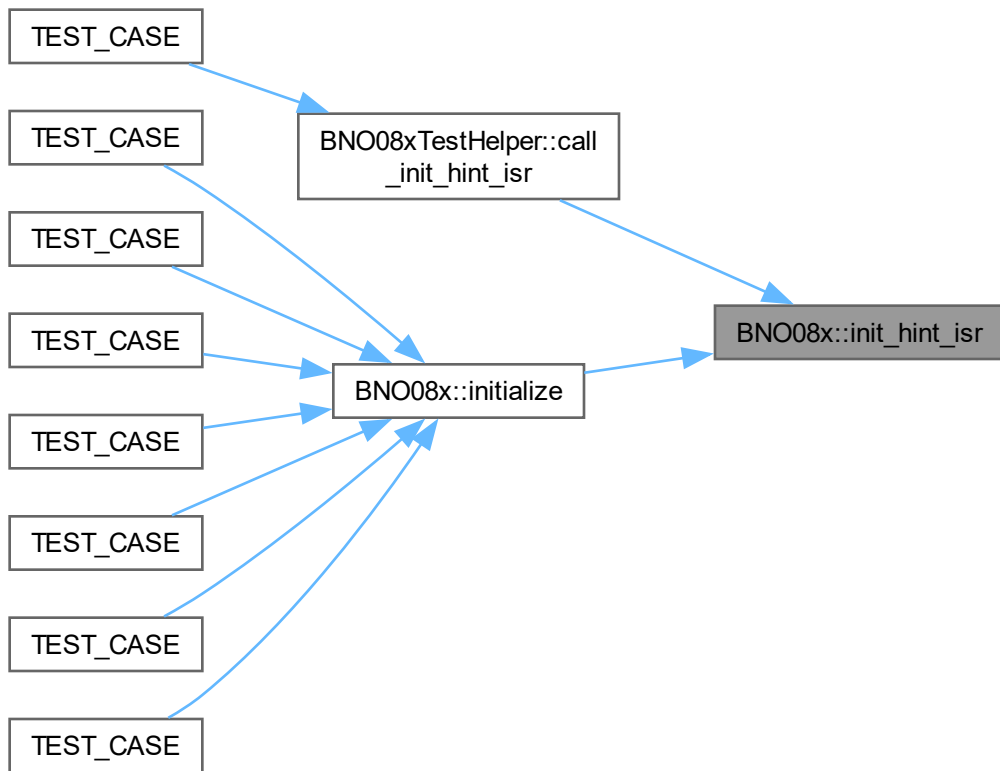 TEST_CASE
TEST_CASE
BNO08xTestHelper::call
_init_hint_isr
TEST_CASE
TEST_CASE
BNO08x::init_hint_isr
BNO08x::initialize
TEST_CASE
TEST_CASE
TEST_CASE
TEST_CASE